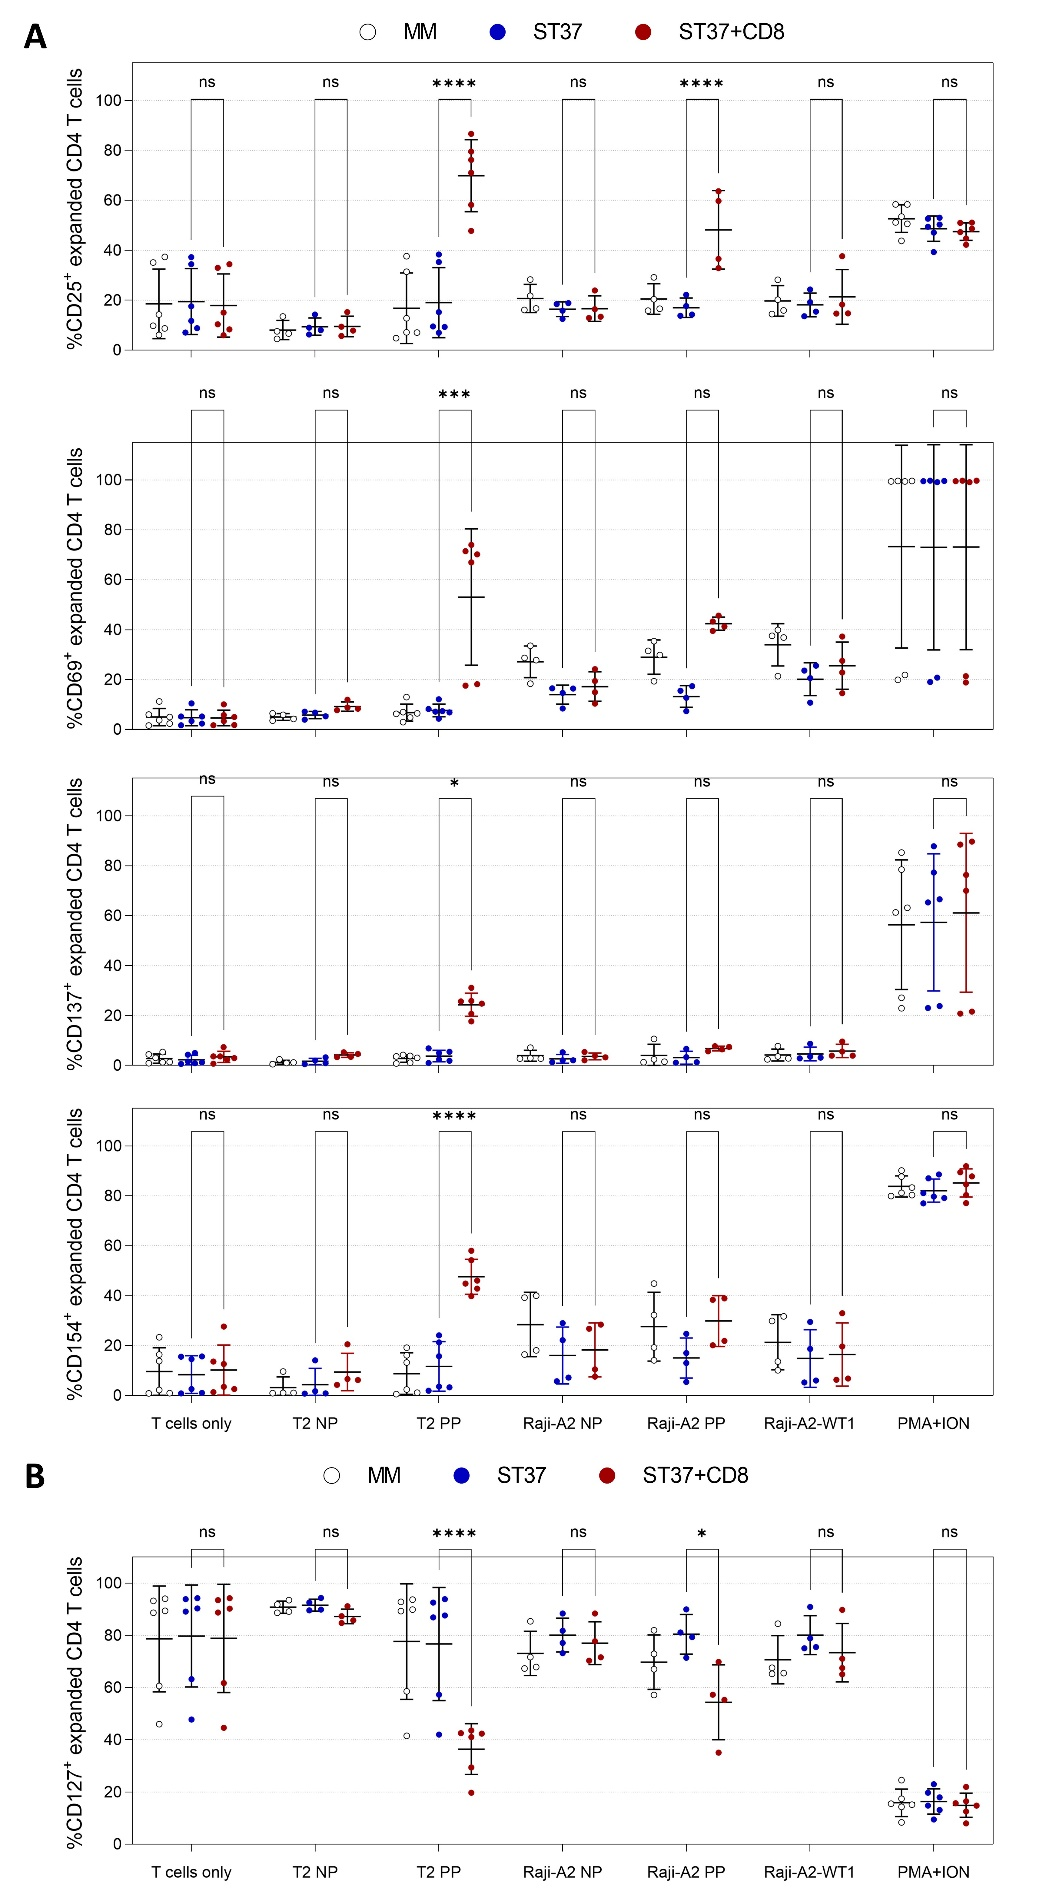 A
MM ST37 ST37+CD8
%CD25+ expanded CD4 T cells
ns ns **** ns **** ns ns
100
80
60
40
20
0
%CD69+ expanded CD4 T cells
ns ns *** ns ns ns ns
100
80
60
40
20
0
%CD137+ expanded CD4 T cells
ns ns * ns ns ns ns
100
80
60
40
20
0
%CD154+ expanded CD4 T cells
ns ns **** ns ns ns ns
100
80
60
40
20
0
T cells only T2 NP T2 PP Raji-A2 NP Raji-A2 PP Raji-A2-WT1 PMA+ION
B
MM ST37 ST37+CD8
%CD127+ expanded CD4 T cells
ns ns **** ns * ns ns
100
80
60
40
20
0
T cells only T2 NP T2 PP Raji-A2 NP Raji-A2 PP Raji-A2-WT1 PMA+ION